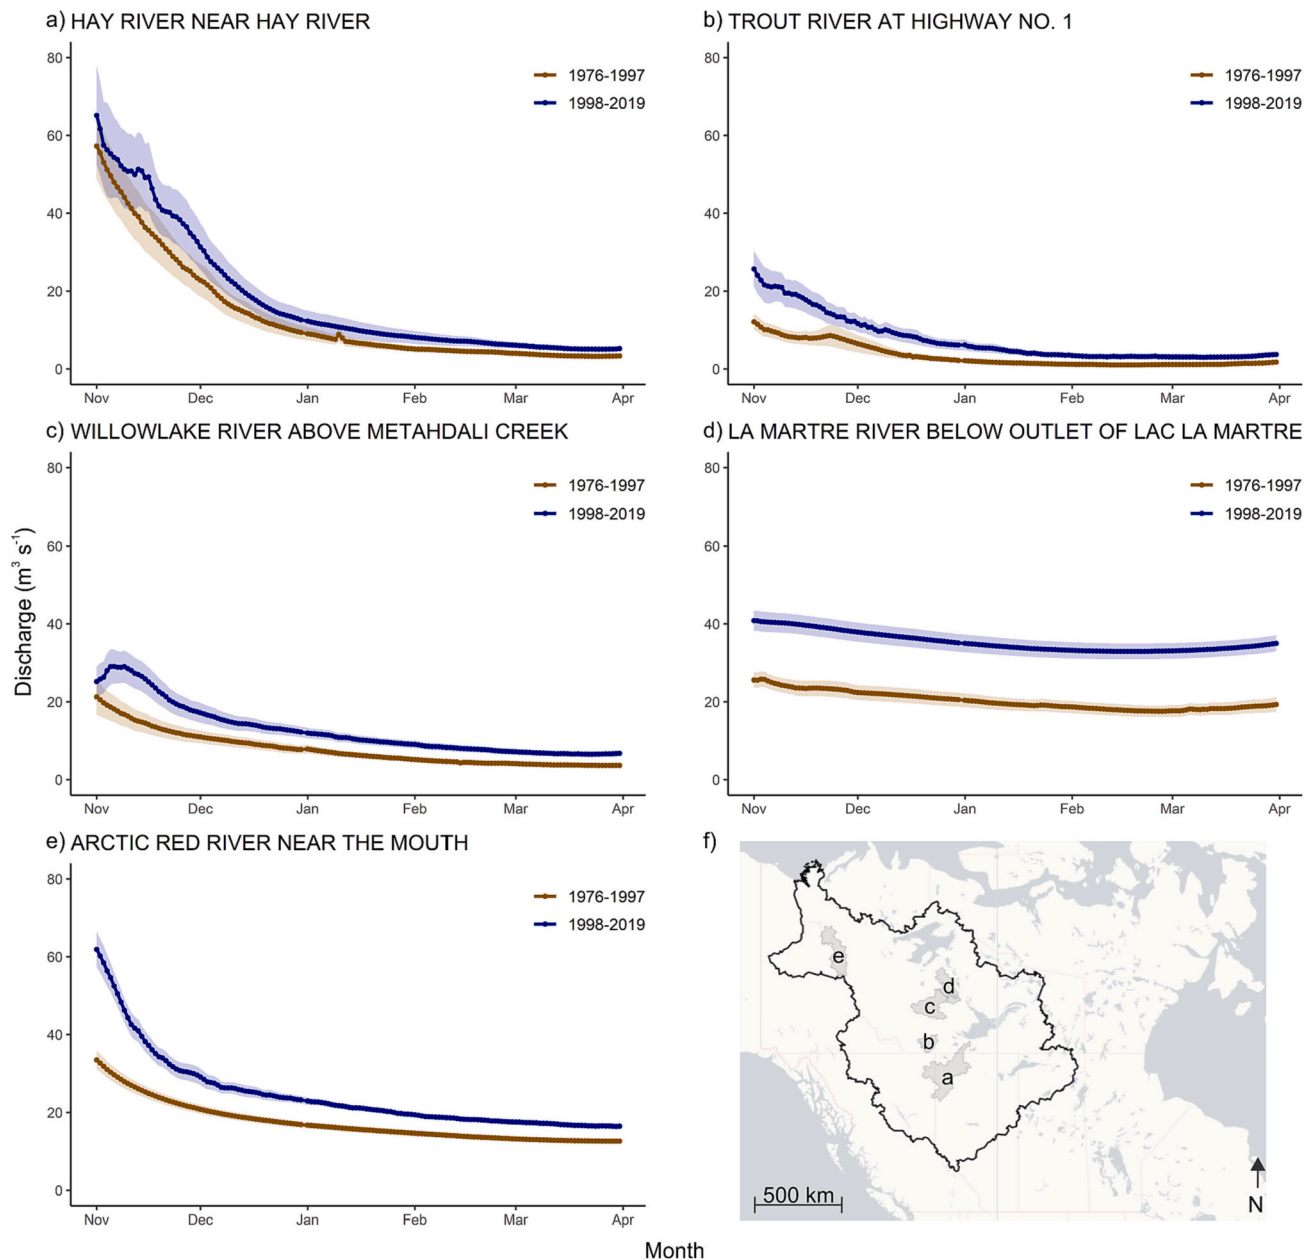 a) HAY RIVER NEAR HAY RIVER
80
60
40
20
0
1976-1997
1998-2019
Nov Dec Jan Feb Mar Apr
b) TROUT RIVER AT HIGHWAY NO. 1
80
60
40
20
0
1976-1997
1998-2019
Nov Dec Jan Feb Mar Apr
c) WILLOWLAKE RIVER ABOVE METAHDALI CREEK
80
60
40
20
0
1976-1997
1998-2019
Nov Dec Jan Feb Mar Apr
d) LA MARTRE RIVER BELOW OUTLET OF LAC LA MARTRE
80
60
40
20
0
1976-1997
1998-2019
Nov Dec Jan Feb Mar Apr
Discharge (m³ s⁻¹)
e) ARCTIC RED RIVER NEAR THE MOUTH
80
60
40
20
0
1976-1997
1998-2019
Nov Dec Jan Feb Mar Apr
f)
e
d
c
b
a
500 km
N
Month